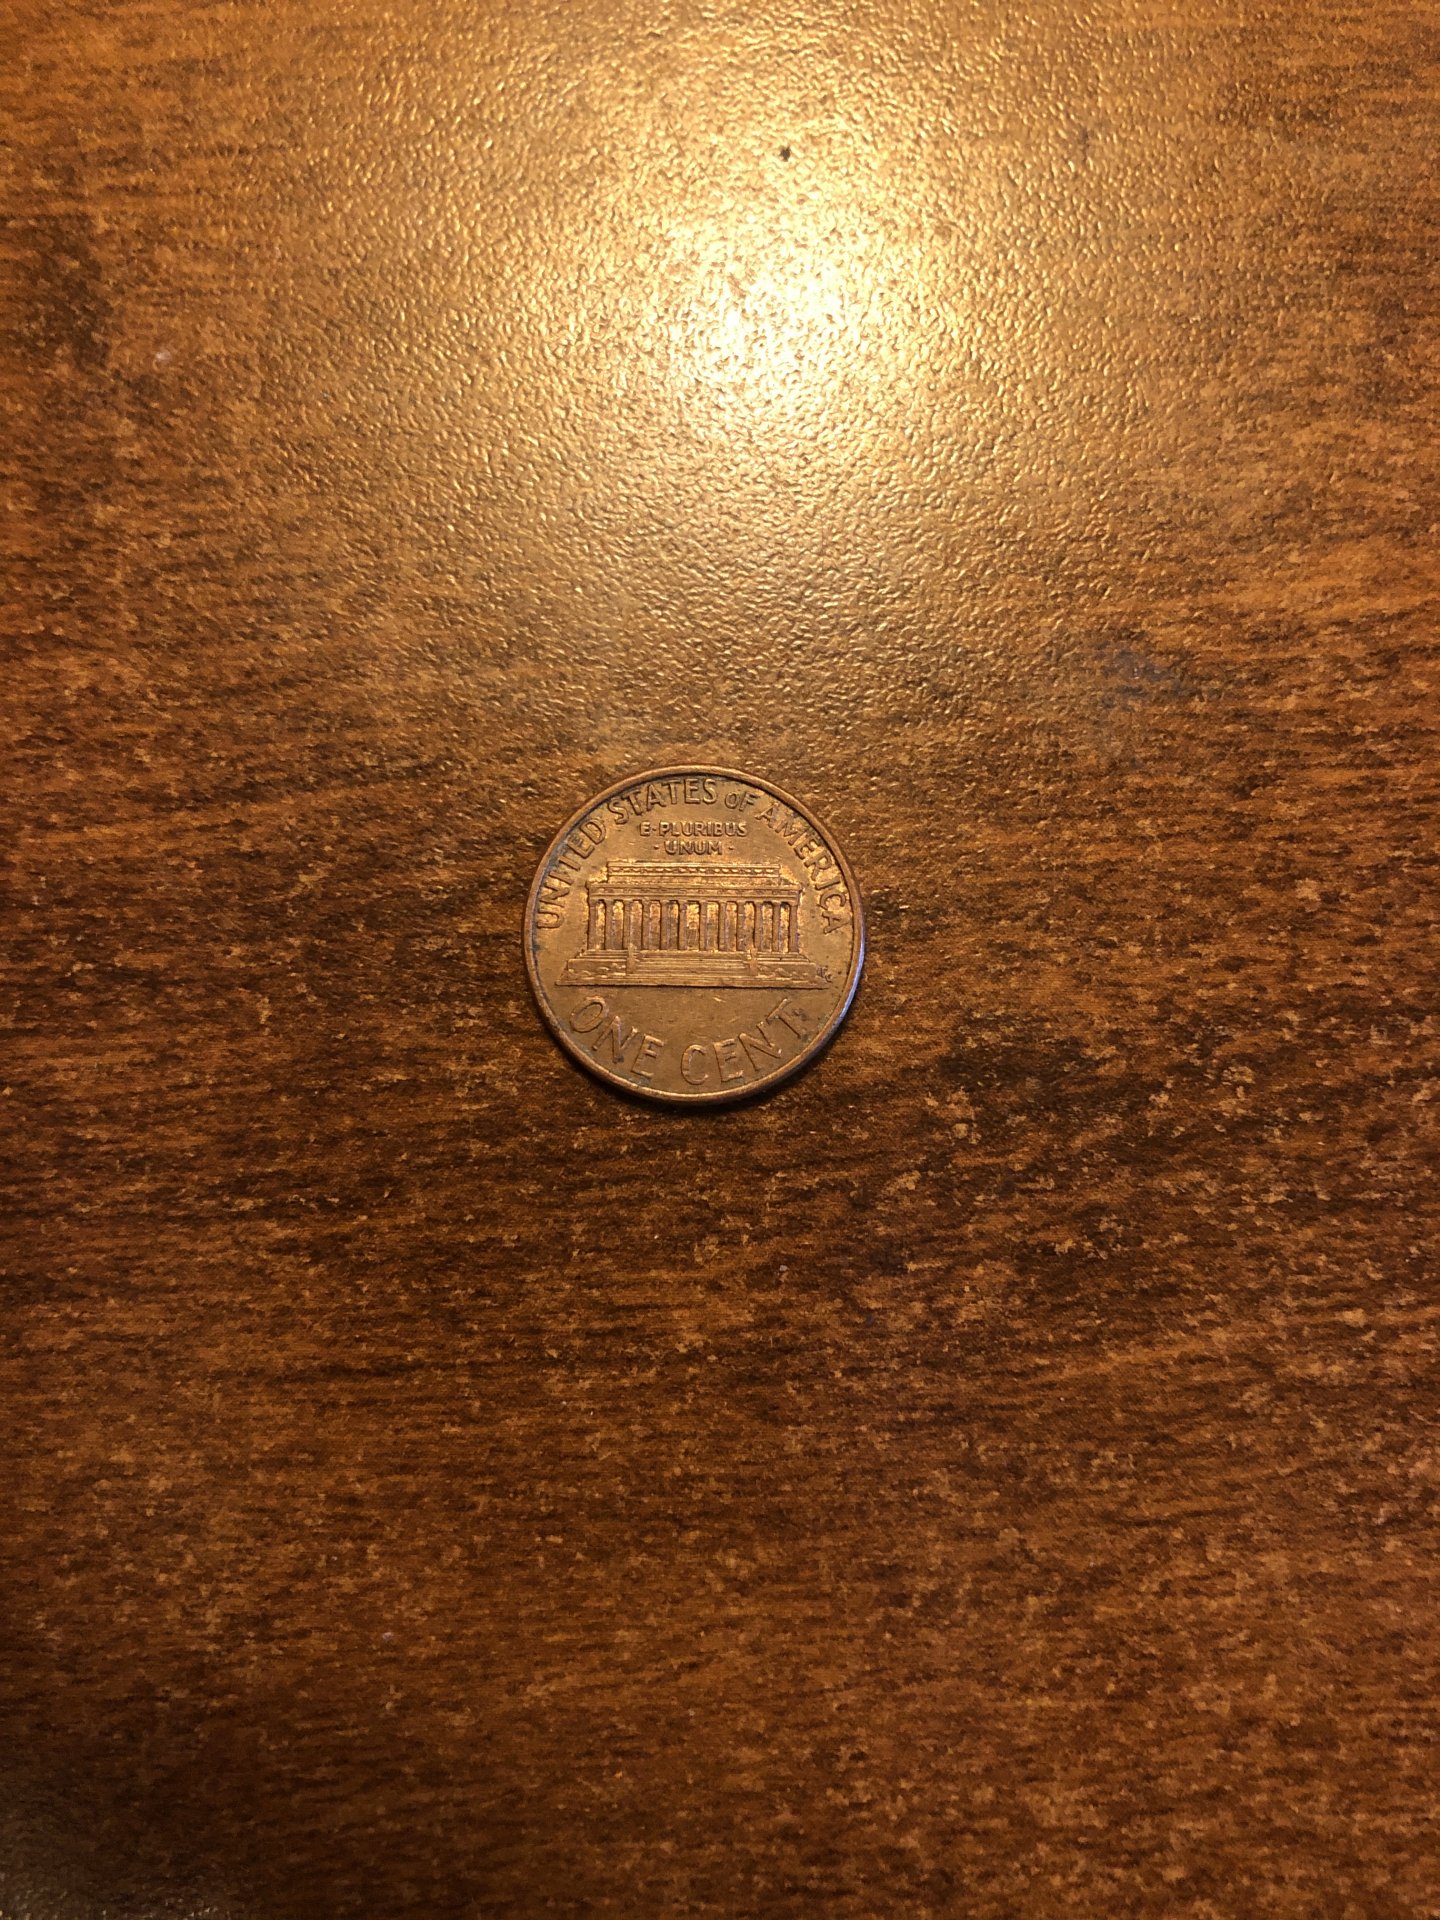 UNITED STATES OF AMERICA
E·PLURIBUS
·UNUM·
ONE CENT